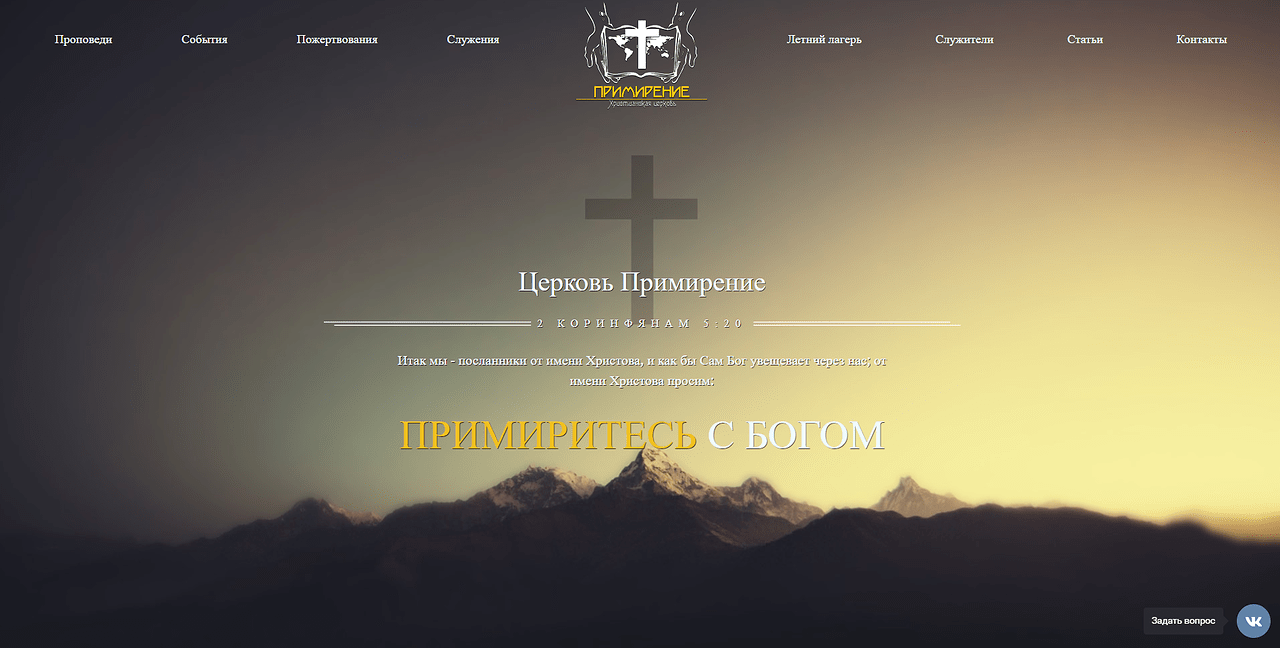 Проповеди
События
Пожертвования
Служения
ПРИМИРЕНИЕ
Христианская церковь
Летний лагерь
Служители
Статьи
Контакты
Церковь Примирение
2 КОРИНФЯНАМ 5:20
Итак мы - посланники от имени Христова, и как бы Сам Бог увещевает через нас; от
имени Христова просим:
ПРИМИРИТЕСЬ С БОГОМ
Задать вопрос